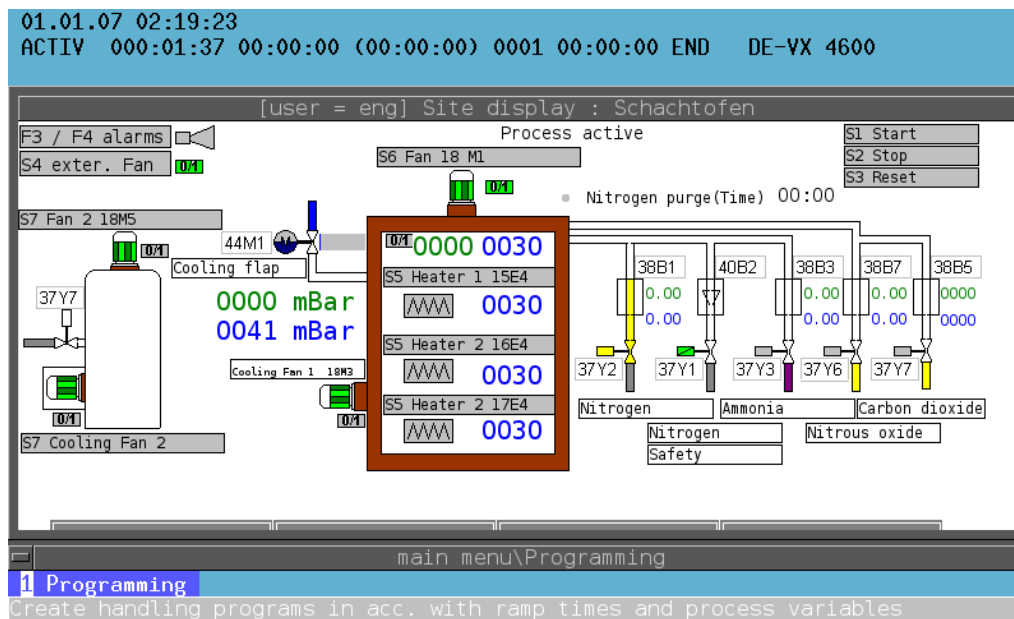 01.01.07 02:19:23
ACTIV 000:01:37 00:00:00 (00:00:00) 0001 00:00:00 END DE-VX 4600
[user = eng] Site display : Schachtofen
F3 / F4 alarms
Process active
S1 Start
S4 exter. Fan 0/1
S6 Fan 18 M1
S2 Stop
S3 Reset
0/1
Nitrogen purge(Time) 00:00
S7 Fan 2 18M5
0/1
44M1 M
0/1 0000 0030
Cooling flap
S5 Heater 1 15E4
38B1 40B2 38B3 38B7 38B5
37Y7
0000 mBar
0030
0.00 0.00 0.00 0000
0041 mBar
0.00 0.00 0.00 0000
S5 Heater 2 16E4
Cooling Fan 1 18M3
0030
37Y2 37Y1 37Y3 37Y6 37Y7
S5 Heater 2 17E4
0/1
0/1
0030
Nitrogen Ammonia Carbon dioxide
S7 Cooling Fan 2
Nitrogen Nitrous oxide
Safety
main menu\Programming
1 Programming
Create handling programs in acc. with ramp times and process variables